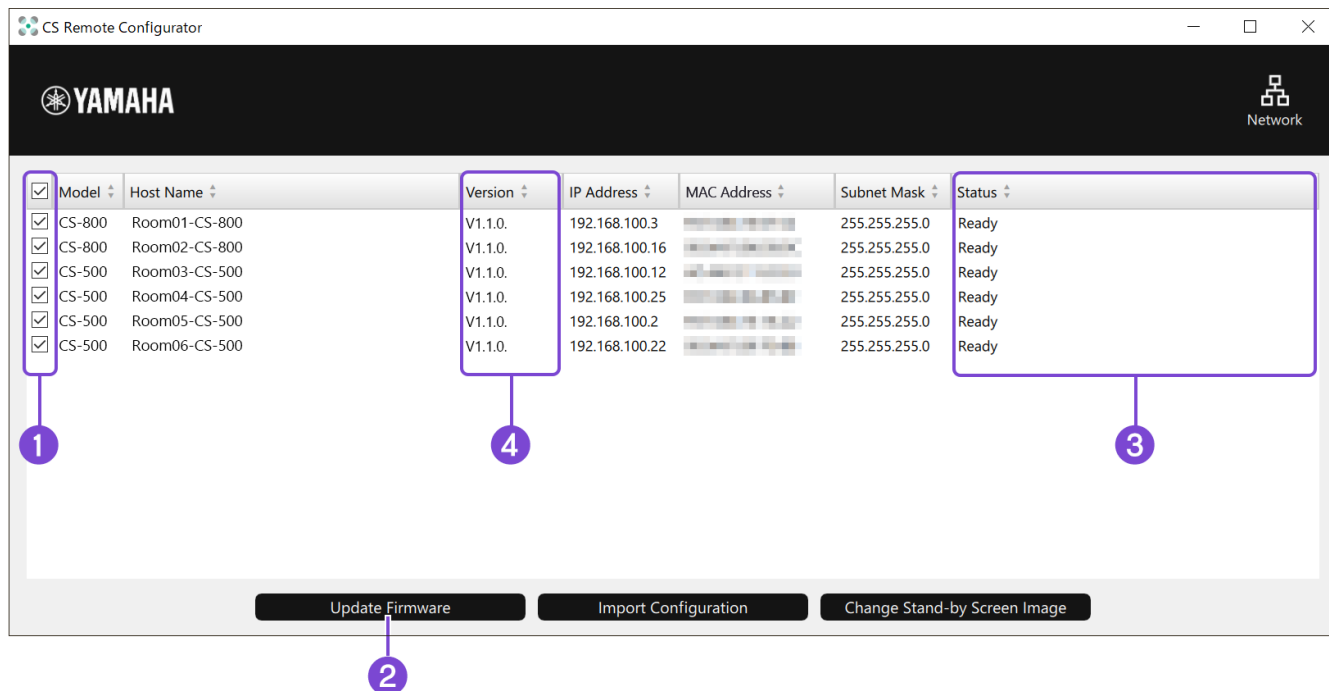 CS Remote Configurator
YAMAHA
Network
Model Host Name Version IP Address MAC Address Subnet Mask Status
CS-800 Room01-CS-800 V1.1.0. 192.168.100.3 255.255.255.0 Ready
CS-800 Room02-CS-800 V1.1.0. 192.168.100.16 255.255.255.0 Ready
CS-500 Room03-CS-500 V1.1.0. 192.168.100.12 255.255.255.0 Ready
CS-500 Room04-CS-500 V1.1.0. 192.168.100.25 255.255.255.0 Ready
CS-500 Room05-CS-500 V1.1.0. 192.168.100.2 255.255.255.0 Ready
CS-500 Room06-CS-500 V1.1.0. 192.168.100.22 255.255.255.0 Ready
1 4 3
Update Firmware Import Configuration Change Stand-by Screen Image
2